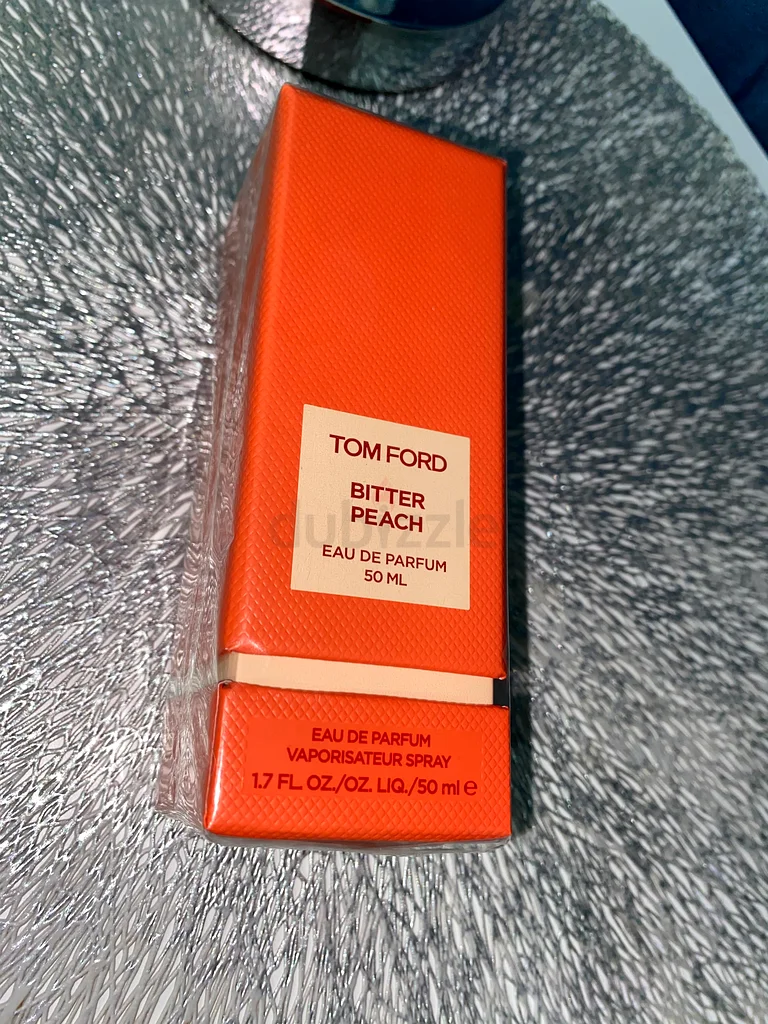 TOM FORD
BITTER
PEACH
dubizzle
EAU DE PARFUM
50 ML
EAU DE PARFUM
VAPORISATEUR SPRAY
1.7 FL. OZ./OZ. LIQ./50 ml e